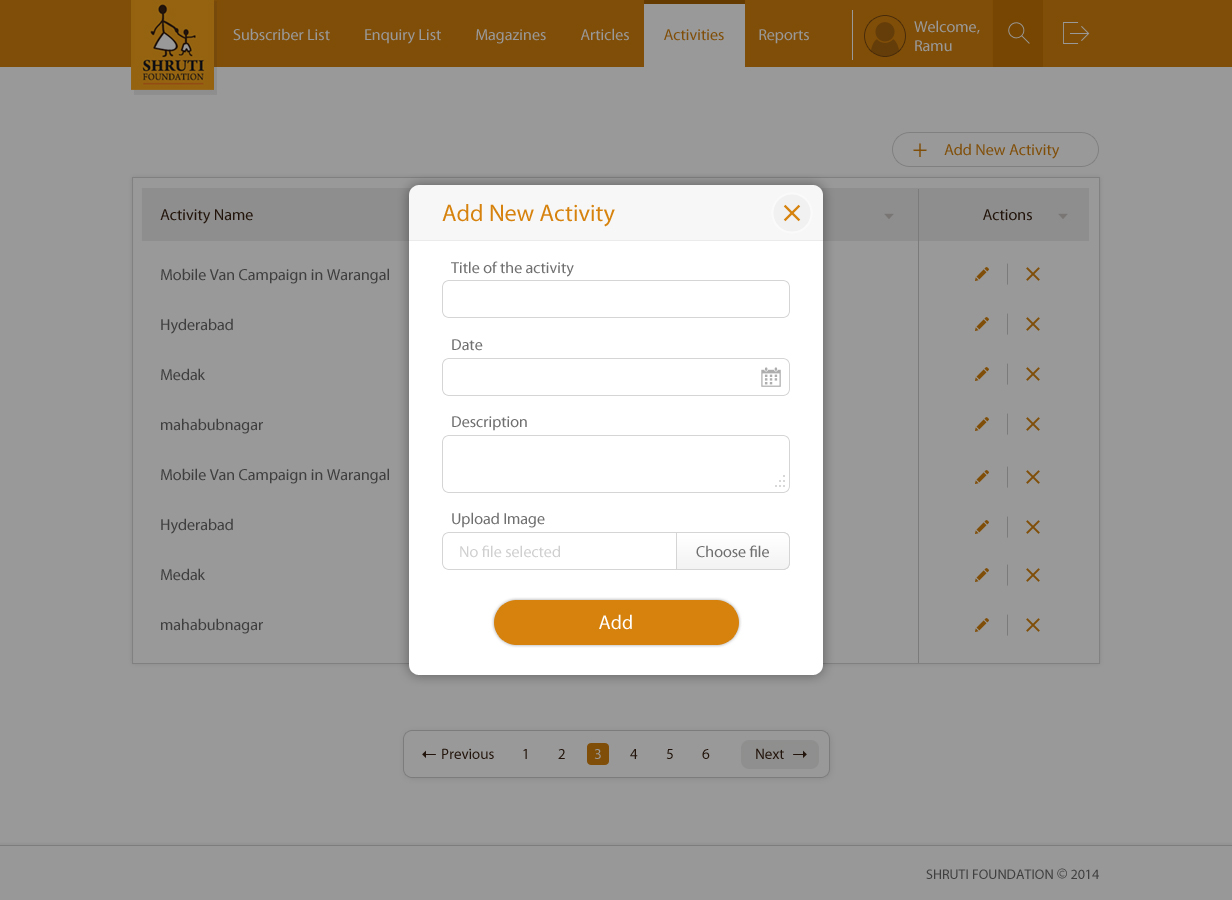 SHRUTI
FOUNDATION
Subscriber List
Enquiry List
Magazines
Articles
Activities
Reports
Welcome,
Ramu
Add New Activity
Activity Name
Actions
Mobile Van Campaign in Warangal
Hyderabad
Medak
mahabubnagar
Mobile Van Campaign in Warangal
Hyderabad
Medak
mahabubnagar
Add New Activity
Title of the activity
Date
Description
Upload Image
No file selected
Choose file
Add
Previous 1 2 3 4 5 6 Next
SHRUTI FOUNDATION © 2014